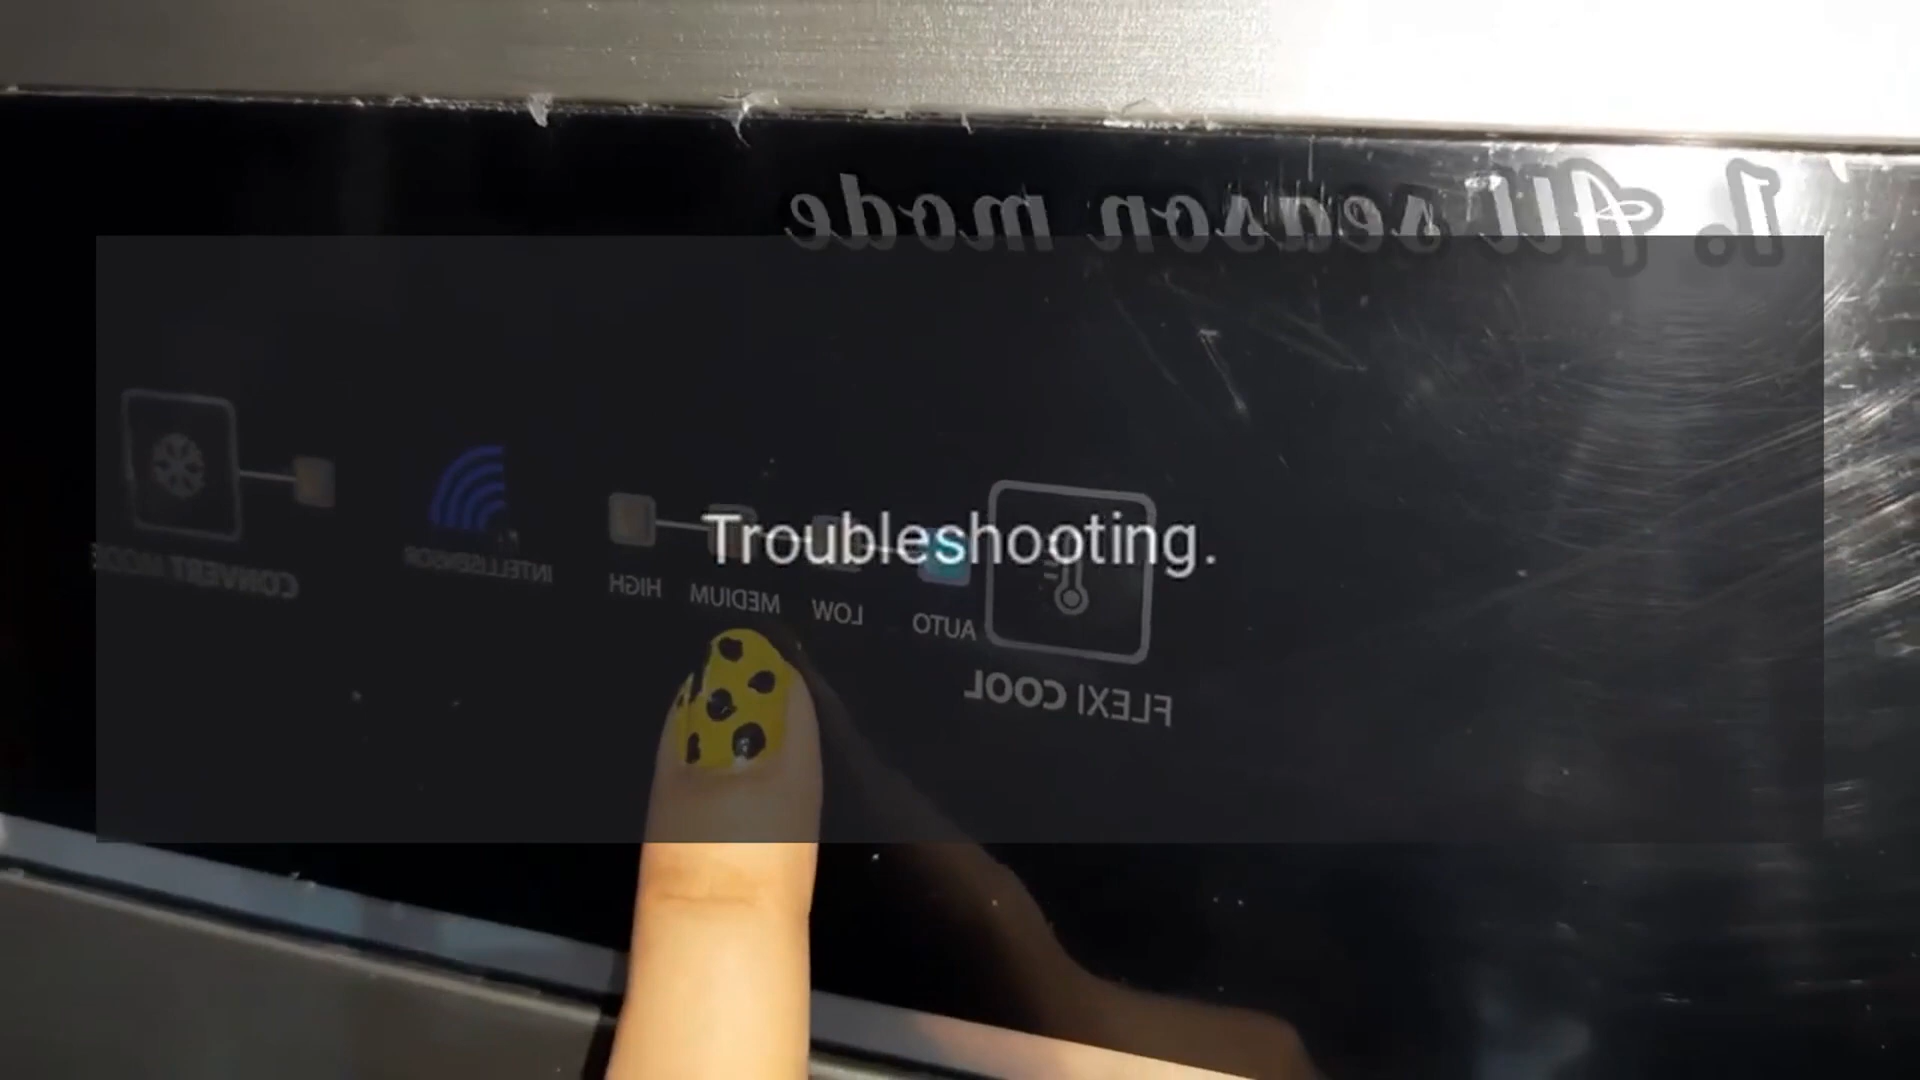 1. All season mode
Troubleshooting.
CONVERT MODE
INTELLISENSOR
HIGH
MEDIUM
LOW
AUTO
FLEXI COOL